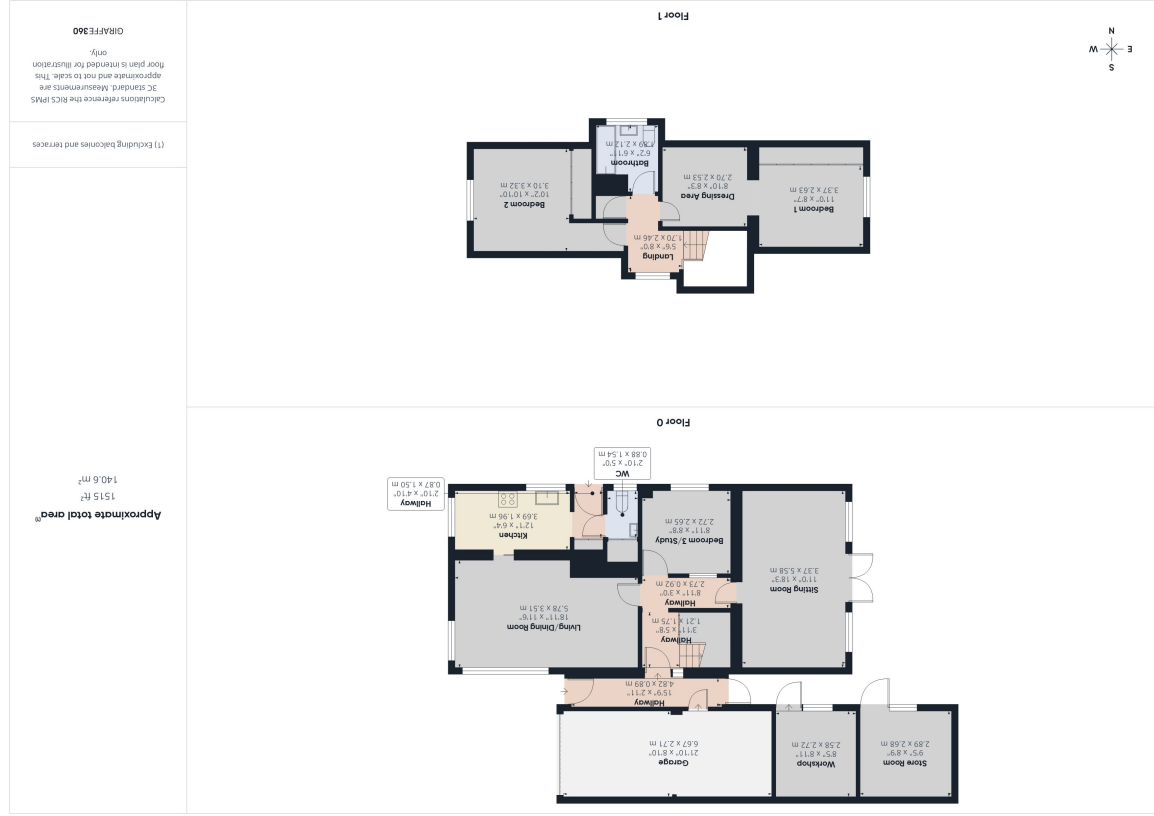 Store Room
9'5" x 8'9"
2.89 x 2.68 m
Workshop
8'5" x 8'11"
2.58 x 2.72 m
Garage
21'10" x 8'10"
6.67 x 2.71 m
Hallway
15'9" x 2'11"
4.82 x 0.89 m
Sitting Room
11'0" x 18'3"
3.37 x 5.58 m
Hallway
3'11" x 5'8"
1.21 x 1.75 m
Hallway
8'11" x 3'0"
2.73 x 0.92 m
Living/Dining Room
18'11" x 11'6"
5.78 x 3.51 m
Bedroom 3/Study
8'11" x 8'8"
2.72 x 2.65 m
Kitchen
12'1" x 6'4"
3.69 x 1.96 m
Hallway
2'10" x 4'10"
0.87 x 1.50 m
WC
2'10" x 5'0"
0.88 x 1.54 m
Floor 0
Landing
5'6" x 8'0"
1.70 x 2.46 m
Bedroom 1
11'0" x 8'7"
3.37 x 2.63 m
Dressing Area
8'10" x 8'3"
2.70 x 2.53 m
Bedroom 2
10'2" x 10'10"
3.10 x 3.32 m
Bathroom
6'2" x 6'11"
1.89 x 2.12 m
S
E
W
N
Floor 1
Approximate total area(1)
1515 ft²
140.6 m²
(1) Excluding balconies and terraces
Calculations reference the RICS IPMS
3C standard. Measurements are
approximate and not to scale. This
floor plan is intended for illustration
only.
GIRAFFE360